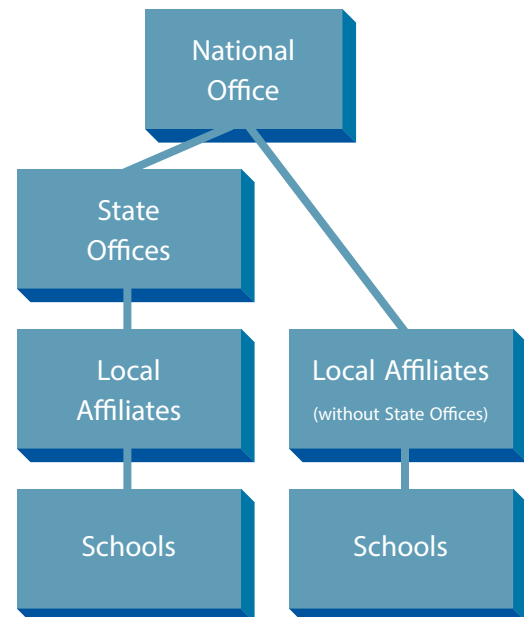 National
Office
State
Offices
Local
Affiliates
Local Affiliates
(without State Offices)
Schools
Schools